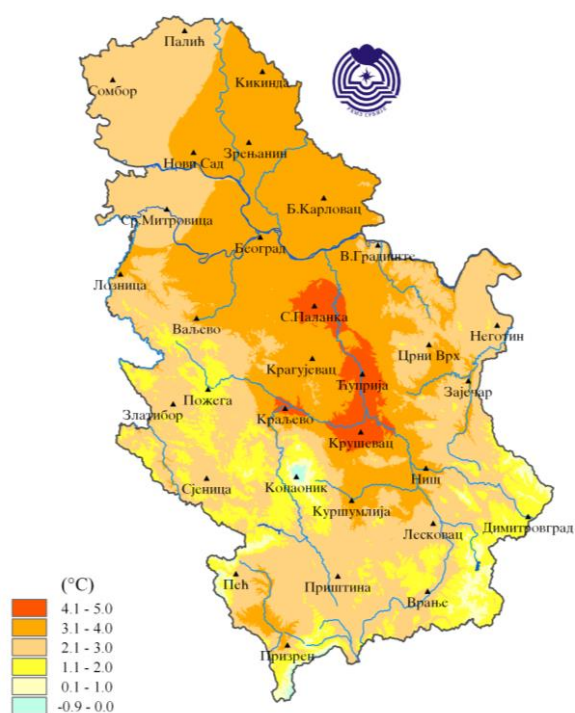 Палић
Кикинда
Сомбор
Зрењанин
Нови Сад
Б.Карловац
Ср.Митровица
Београд
В.Градиште
Лозница
С.Паланка
Ваљево
Неготин
Црни Врх
Крагујевац
Ћуприја
Зајечар
Пожега
Златибор
Краљево
Крушевац
Ниш
Сјеница
Копаоник
Куршумлија
Димитровград
Лесковац
Пећ
Приштина
Врање
Призрен
(°C)
4.1 - 5.0
3.1 - 4.0
2.1 - 3.0
1.1 - 2.0
0.1 - 1.0
-0.9 - 0.0